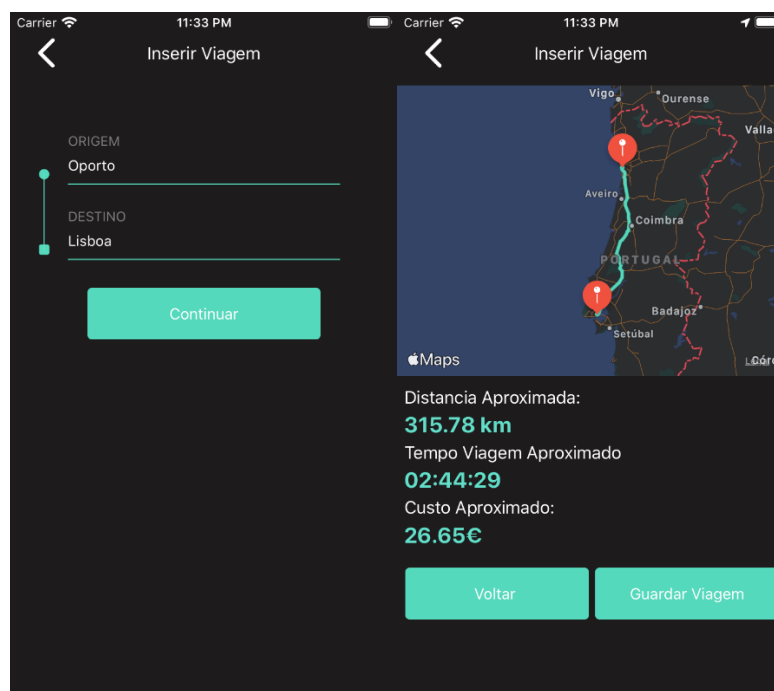 Carrier
11:33 PM
Inserir Viagem
ORIGEM
Oporto
DESTINO
Lisboa
Continuar
Carrier
11:33 PM
Inserir Viagem
Vigo
Ourense
Valla
Aveiro
Coimbra
PORTUGAL
Badajoz
Setúbal
Maps
Distancia Aproximada:
315.78 km
Tempo Viagem Aproximado
02:44:29
Custo Aproximado:
26.65€
Voltar
Guardar Viagem